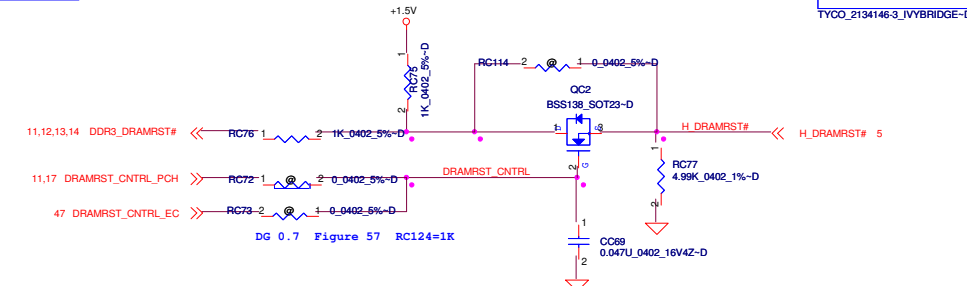 TYCO_2134146-3_IVYBRIDGE~D
+1.5V
1
RC75
1K_0402_5%~D
2
RC114 2 @ 1 0_0402_5%~D
QC2
BSS138_SOT23~D
11,12,13,14 DDR3_DRAMRST#
RC76 1 2 1K_0402_5%~D
1 D S 3
H_DRAMRST#
H_DRAMRST# 5
2 G
1
RC77
4.99K_0402_1%~D
2
11,17 DRAMRST_CNTRL_PCH
RC72 1 @ 2 0_0402_5%~D
DRAMRST_CNTRL
47 DRAMRST_CNTRL_EC
RC73 2 @ 1 0_0402_5%~D
DG 0.7 Figure 57 RC124=1K
1
CC69
0.047U_0402_16V4Z~D
2